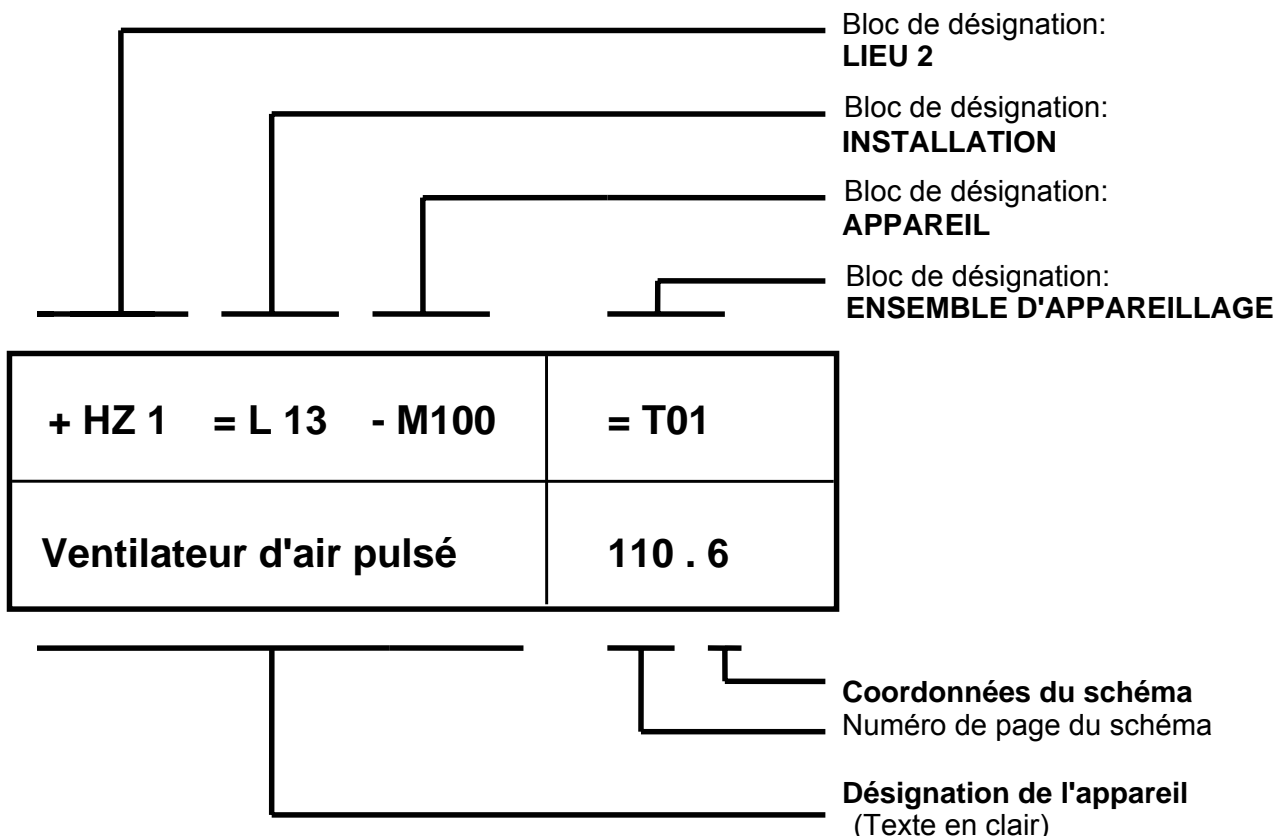 Bloc de désignation:
LIEU 2
Bloc de désignation:
INSTALLATION
Bloc de désignation:
APPAREIL
Bloc de désignation:
ENSEMBLE D'APPAREILLAGE
+ HZ 1 = L 13 - M100 = T01
Ventilateur d'air pulsé 110 . 6
Coordonnées du schéma
Numéro de page du schéma
Désignation de l'appareil
(Texte en clair)